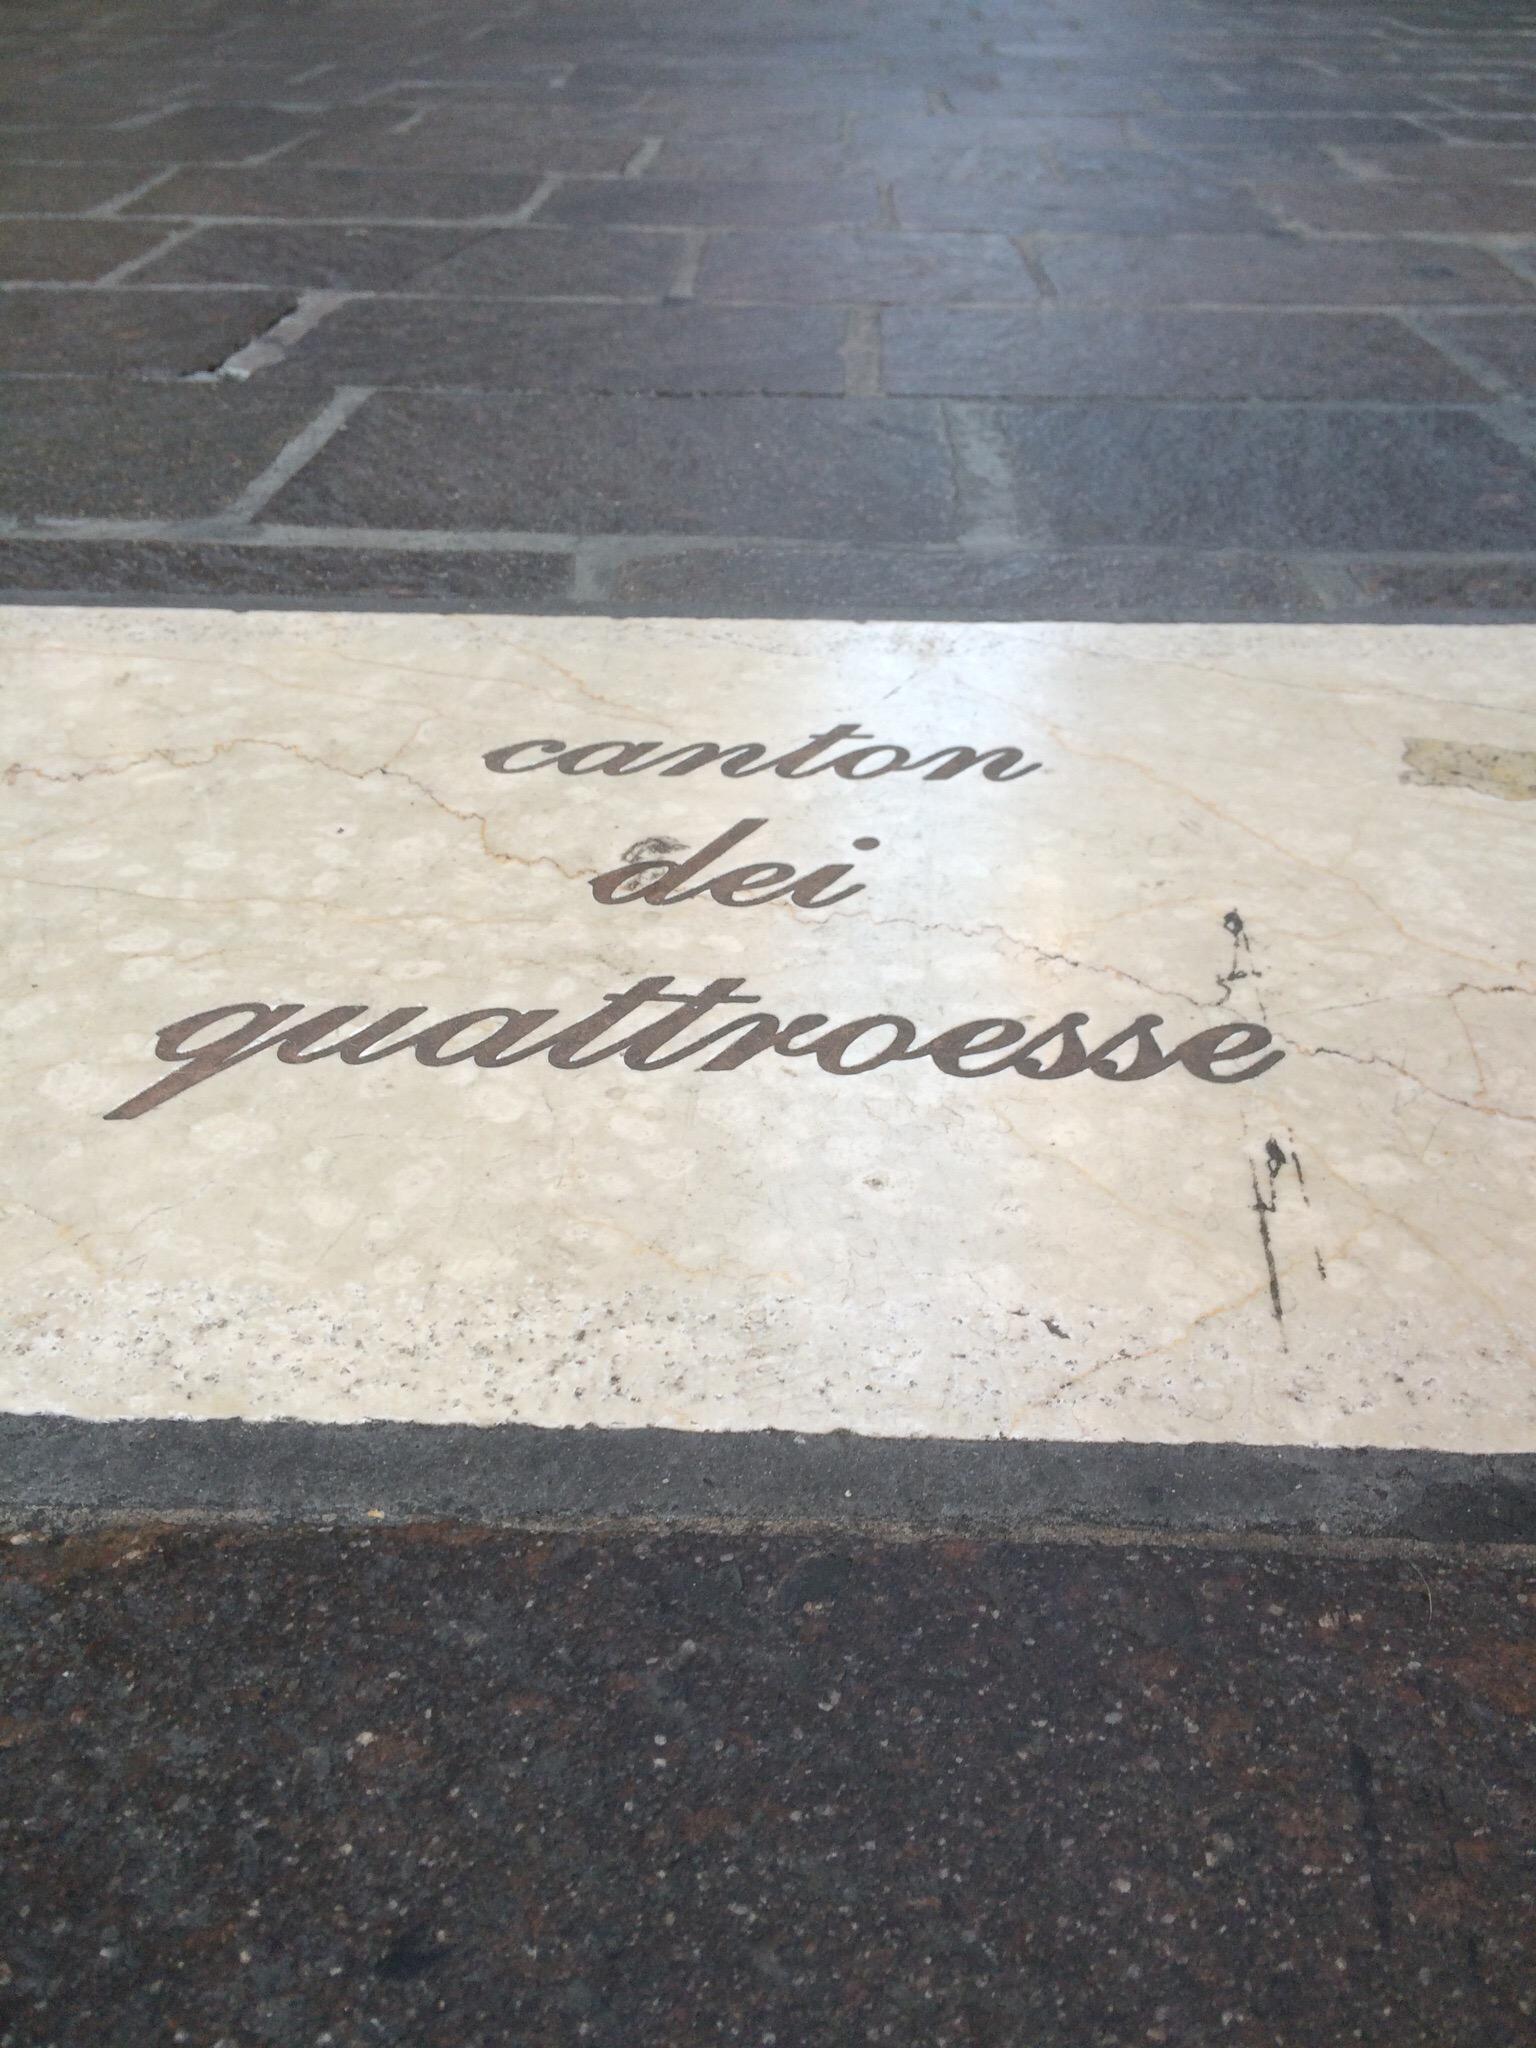 canton
dei
quattroesse